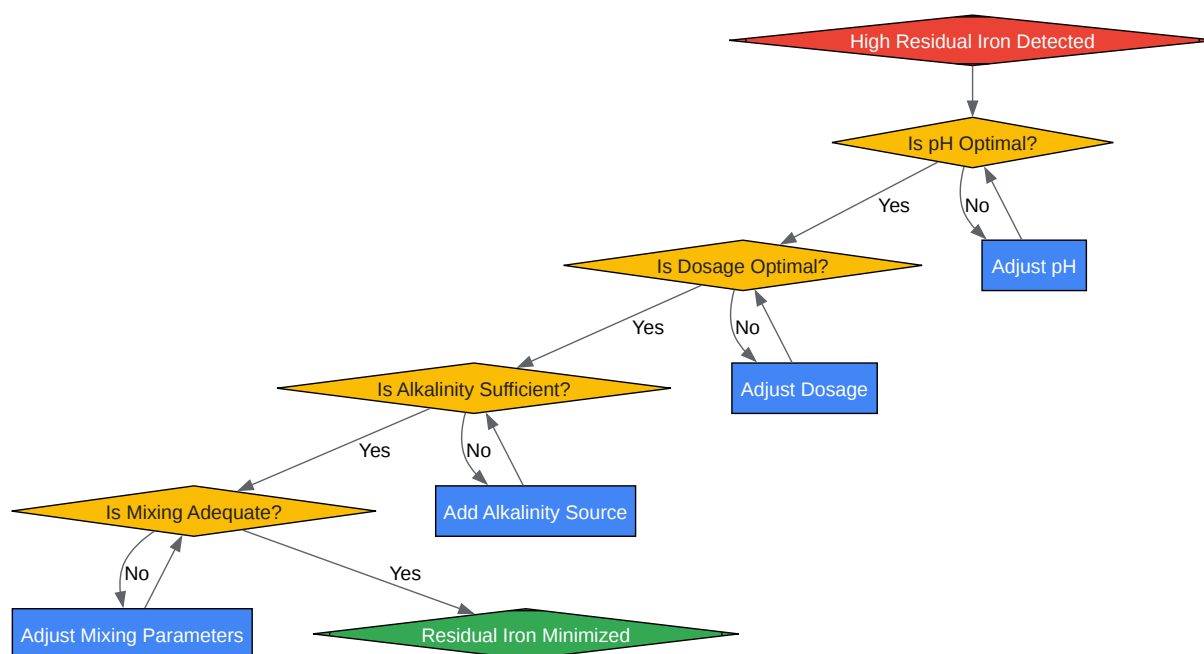 High Residual Iron Detected
Is pH Optimal?
Yes
No
Adjust pH
Is Dosage Optimal?
Yes
No
Adjust Dosage
Is Alkalinity Sufficient?
Yes
No
Add Alkalinity Source
Is Mixing Adequate?
No
Yes
Adjust Mixing Parameters
Residual Iron Minimized